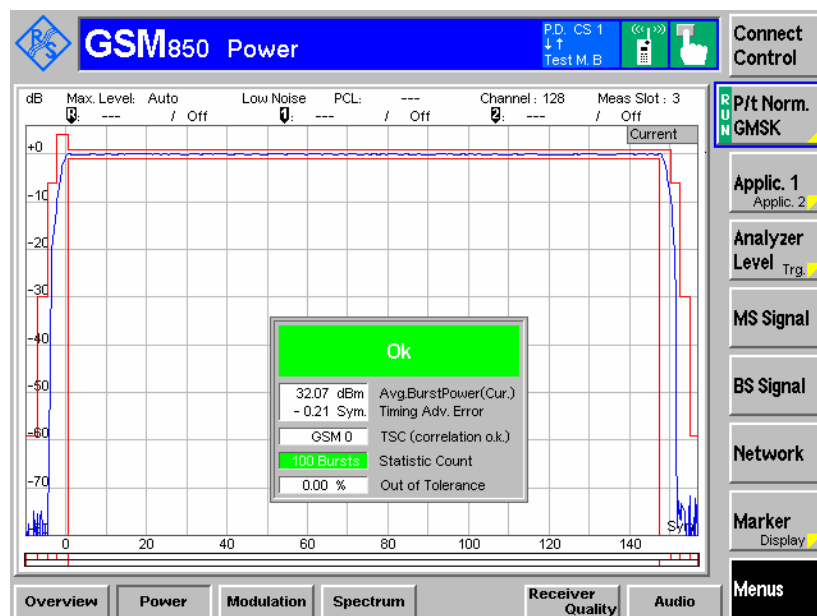 R S
GSM850 Power
P.D. CS 1
Test M. B
Connect Control
dB Max. Level: Auto Low Noise PCL: --- Channel : 128 Meas Slot : 3
R: --- / Off 1: --- / Off 2: --- / Off
Current
RUN
P/t Norm.
GMSK
Applic. 1
Applic. 2
Analyzer
Level Trg.
MS Signal
BS Signal
Network
Marker
Display
Menus
+0
-10
-20
-30
-40
-50
-60
-70
Ok
32.07 dBm Avg.BurstPower(Cur.)
- 0.21 Sym. Timing Adv. Error
GSM 0 TSC (correlation o.k.)
100 Bursts Statistic Count
0.00 % Out of Tolerance
0 20 40 60 80 100 120 140
Overview Power Modulation Spectrum Receiver Quality Audio